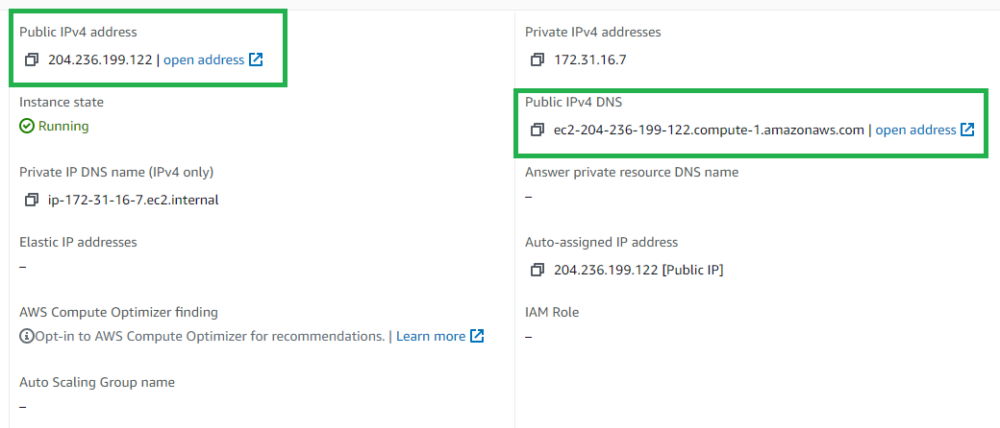 Public IPv4 address
204.236.199.122 | open address
Private IPv4 addresses
172.31.16.7
Instance state
Running
Public IPv4 DNS
ec2-204-236-199-122.compute-1.amazonaws.com | open address
Private IP DNS name (IPv4 only)
ip-172-31-16-7.ec2.internal
Answer private resource DNS name
–
Elastic IP addresses
–
Auto-assigned IP address
204.236.199.122 [Public IP]
AWS Compute Optimizer finding
Opt-in to AWS Compute Optimizer for recommendations. | Learn more
IAM Role
–
Auto Scaling Group name
–